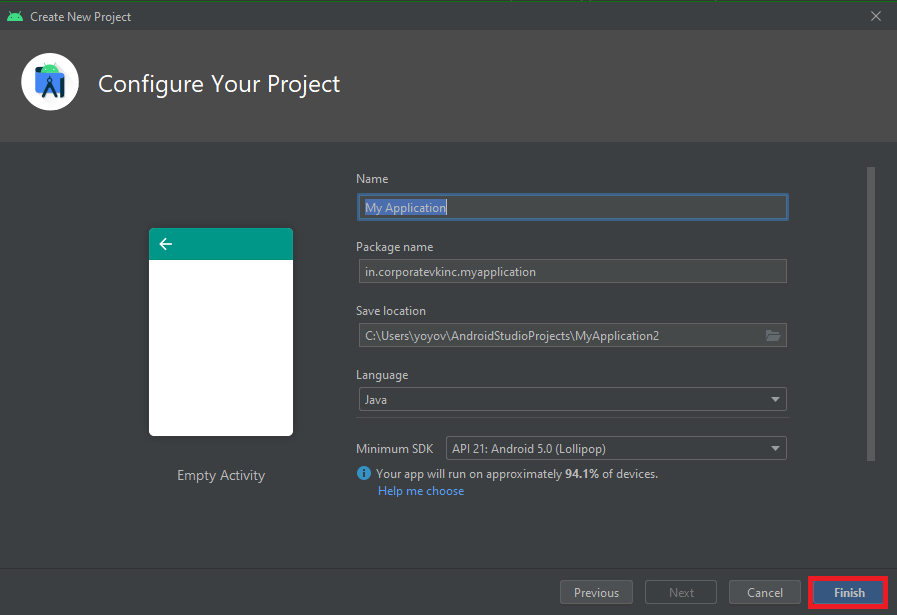 Create New Project
Configure Your Project
Name
My Application
Package name
in.corporatevkinc.myapplication
Save location
C:\Users\yoyov\AndroidStudioProjects\MyApplication2
Language
Java
Minimum SDK API 21: Android 5.0 (Lollipop)
Your app will run on approximately 94.1% of devices.
Help me choose
Empty Activity
Previous Next Cancel Finish